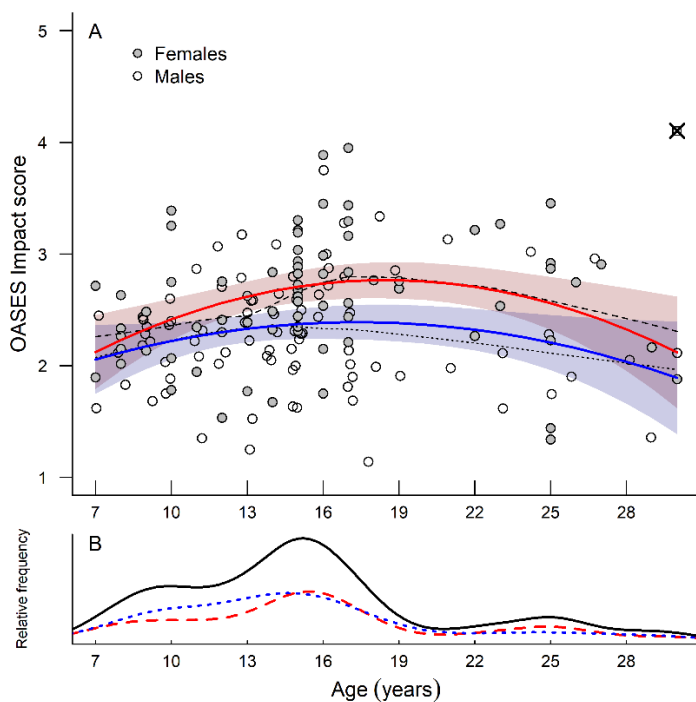 A
Females
Males
OASES Impact score
5
4
3
2
1
7 10 13 16 19 22 25 28
B
Relative frequency
7 10 13 16 19 22 25 28
Age (years)